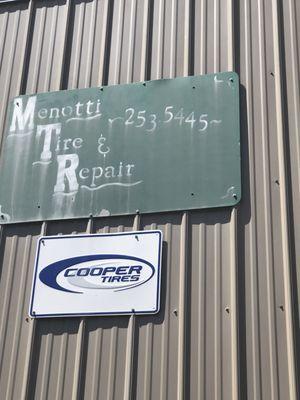 Menotti
Tire & ~253.5445~
Repair
COOPER
TIRES